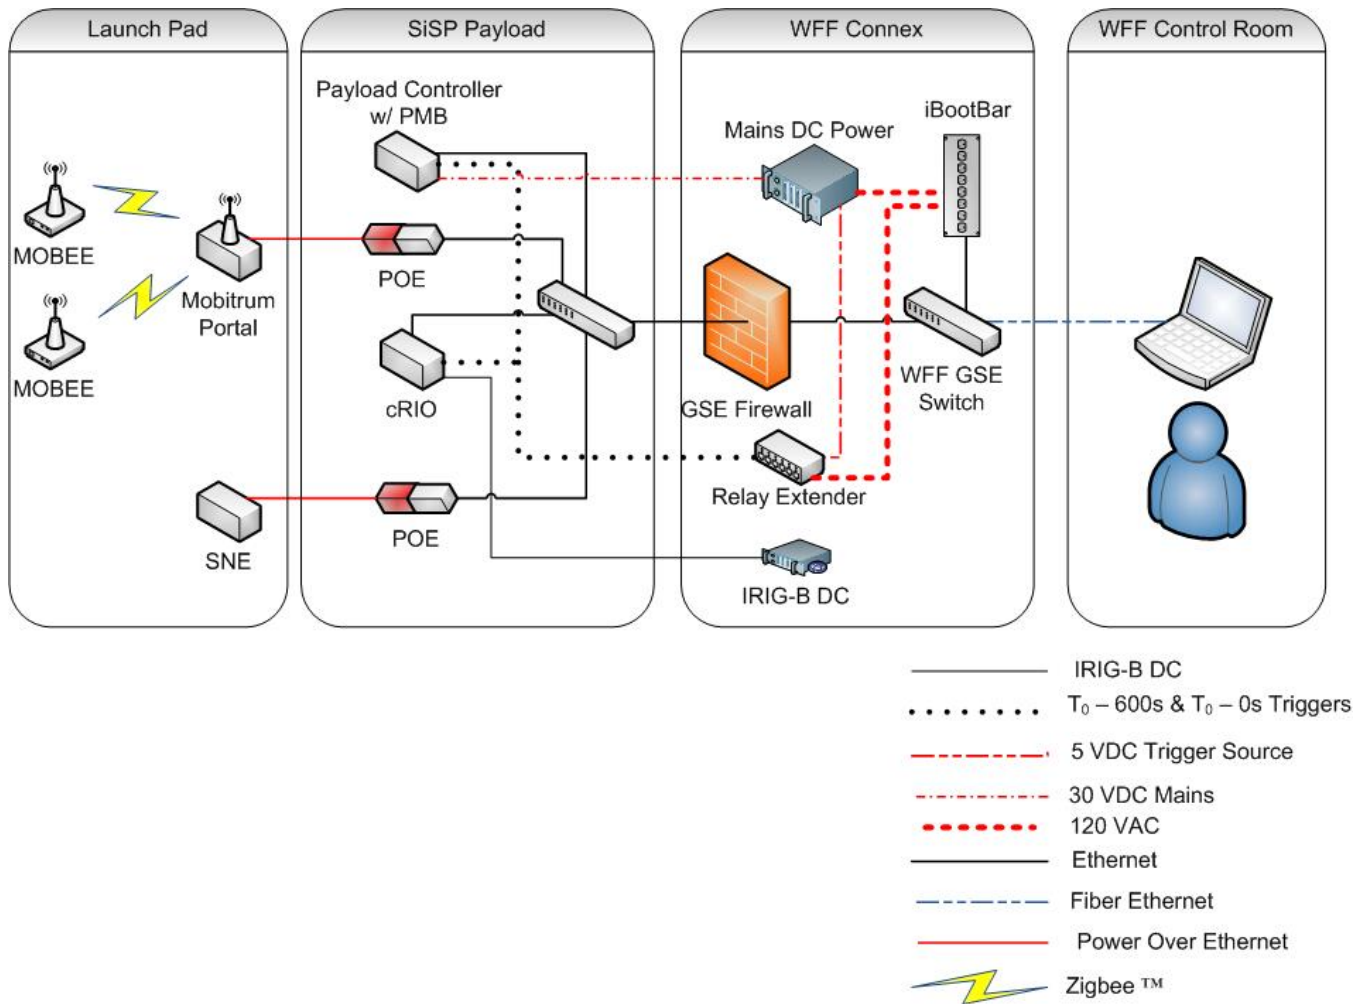 Launch Pad
SiSP Payload
WFF Connex
WFF Control Room
MOBEE
MOBEE
Mobitrum
Portal
SNE
Payload Controller
w/ PMB
POE
cRIO
POE
Mains DC Power
iBootBar
GSE Firewall
WFF GSE
Switch
Relay Extender
IRIG-B DC
IRIG-B DC
T₀ – 600s & T₀ – 0s Triggers
5 VDC Trigger Source
30 VDC Mains
120 VAC
Ethernet
Fiber Ethernet
Power Over Ethernet
Zigbee ™